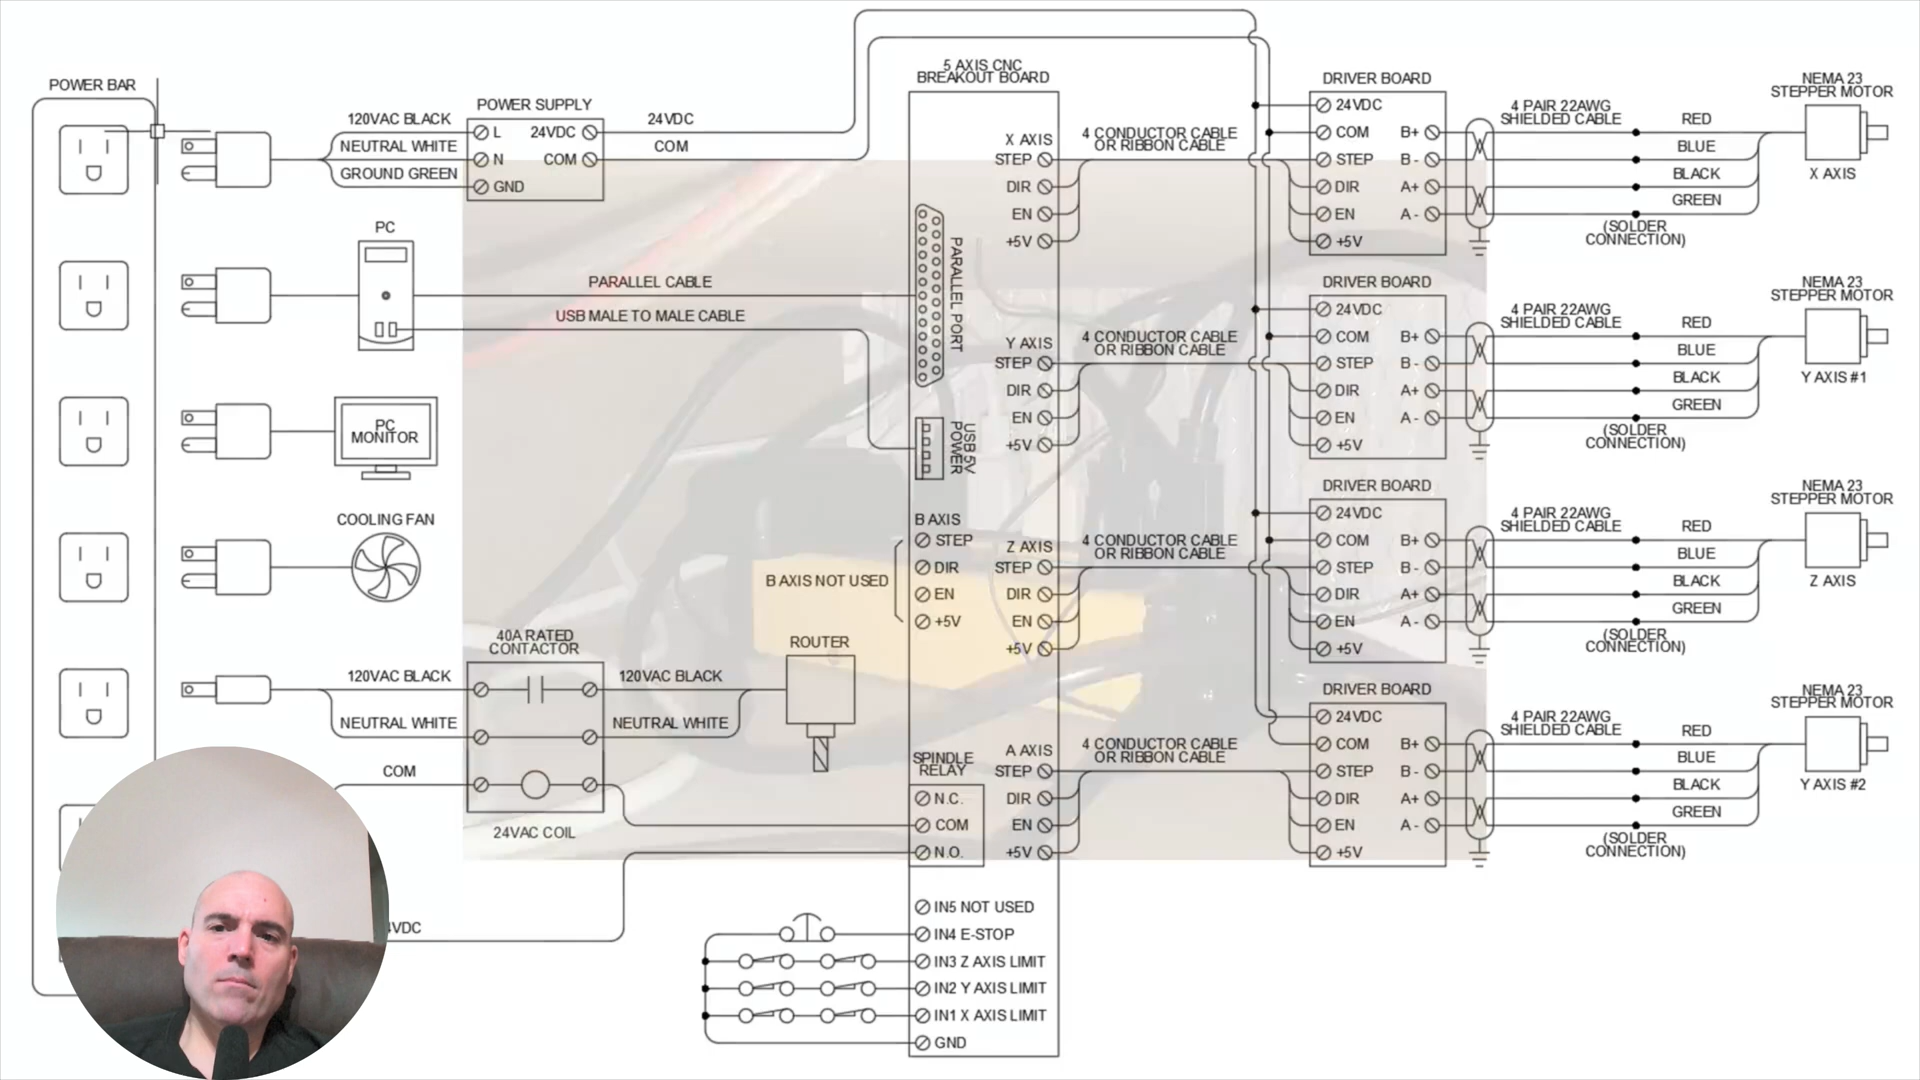 POWER BAR
120VAC BLACK
NEUTRAL WHITE
GROUND GREEN
POWER SUPPLY
L 24VDC
N COM
GND
24VDC
COM
PC
PARALLEL CABLE
USB MALE TO MALE CABLE
PC
MONITOR
COOLING FAN
40A RATED
CONTACTOR
120VAC BLACK
NEUTRAL WHITE
COM
24VAC COIL
120VAC BLACK
NEUTRAL WHITE
ROUTER
VDC
5 AXIS CNC
BREAKOUT BOARD
PARALLEL PORT
USB 5V
POWER
X AXIS
STEP
DIR
EN
+5V
Y AXIS
STEP
DIR
EN
+5V
B AXIS
STEP
DIR
EN
+5V
B AXIS NOT USED
Z AXIS
STEP
DIR
EN
+5V
SPINDLE
RELAY
N.C.
COM
N.O.
A AXIS
STEP
DIR
EN
+5V
IN5 NOT USED
IN4 E-STOP
IN3 Z AXIS LIMIT
IN2 Y AXIS LIMIT
IN1 X AXIS LIMIT
GND
4 CONDUCTOR CABLE
OR RIBBON CABLE
4 CONDUCTOR CABLE
OR RIBBON CABLE
4 CONDUCTOR CABLE
OR RIBBON CABLE
4 CONDUCTOR CABLE
OR RIBBON CABLE
DRIVER BOARD
24VDC
COM B+
STEP B -
DIR A+
EN A -
+5V
4 PAIR 22AWG
SHIELDED CABLE
RED
BLUE
BLACK
GREEN
(SOLDER
CONNECTION)
NEMA 23
STEPPER MOTOR
X AXIS
DRIVER BOARD
24VDC
COM B+
STEP B -
DIR A+
EN A -
+5V
4 PAIR 22AWG
SHIELDED CABLE
RED
BLUE
BLACK
GREEN
(SOLDER
CONNECTION)
NEMA 23
STEPPER MOTOR
Y AXIS #1
DRIVER BOARD
24VDC
COM B+
STEP B -
DIR A+
EN A -
+5V
4 PAIR 22AWG
SHIELDED CABLE
RED
BLUE
BLACK
GREEN
(SOLDER
CONNECTION)
NEMA 23
STEPPER MOTOR
Z AXIS
DRIVER BOARD
24VDC
COM B+
STEP B -
DIR A+
EN A -
+5V
4 PAIR 22AWG
SHIELDED CABLE
RED
BLUE
BLACK
GREEN
(SOLDER
CONNECTION)
NEMA 23
STEPPER MOTOR
Y AXIS #2